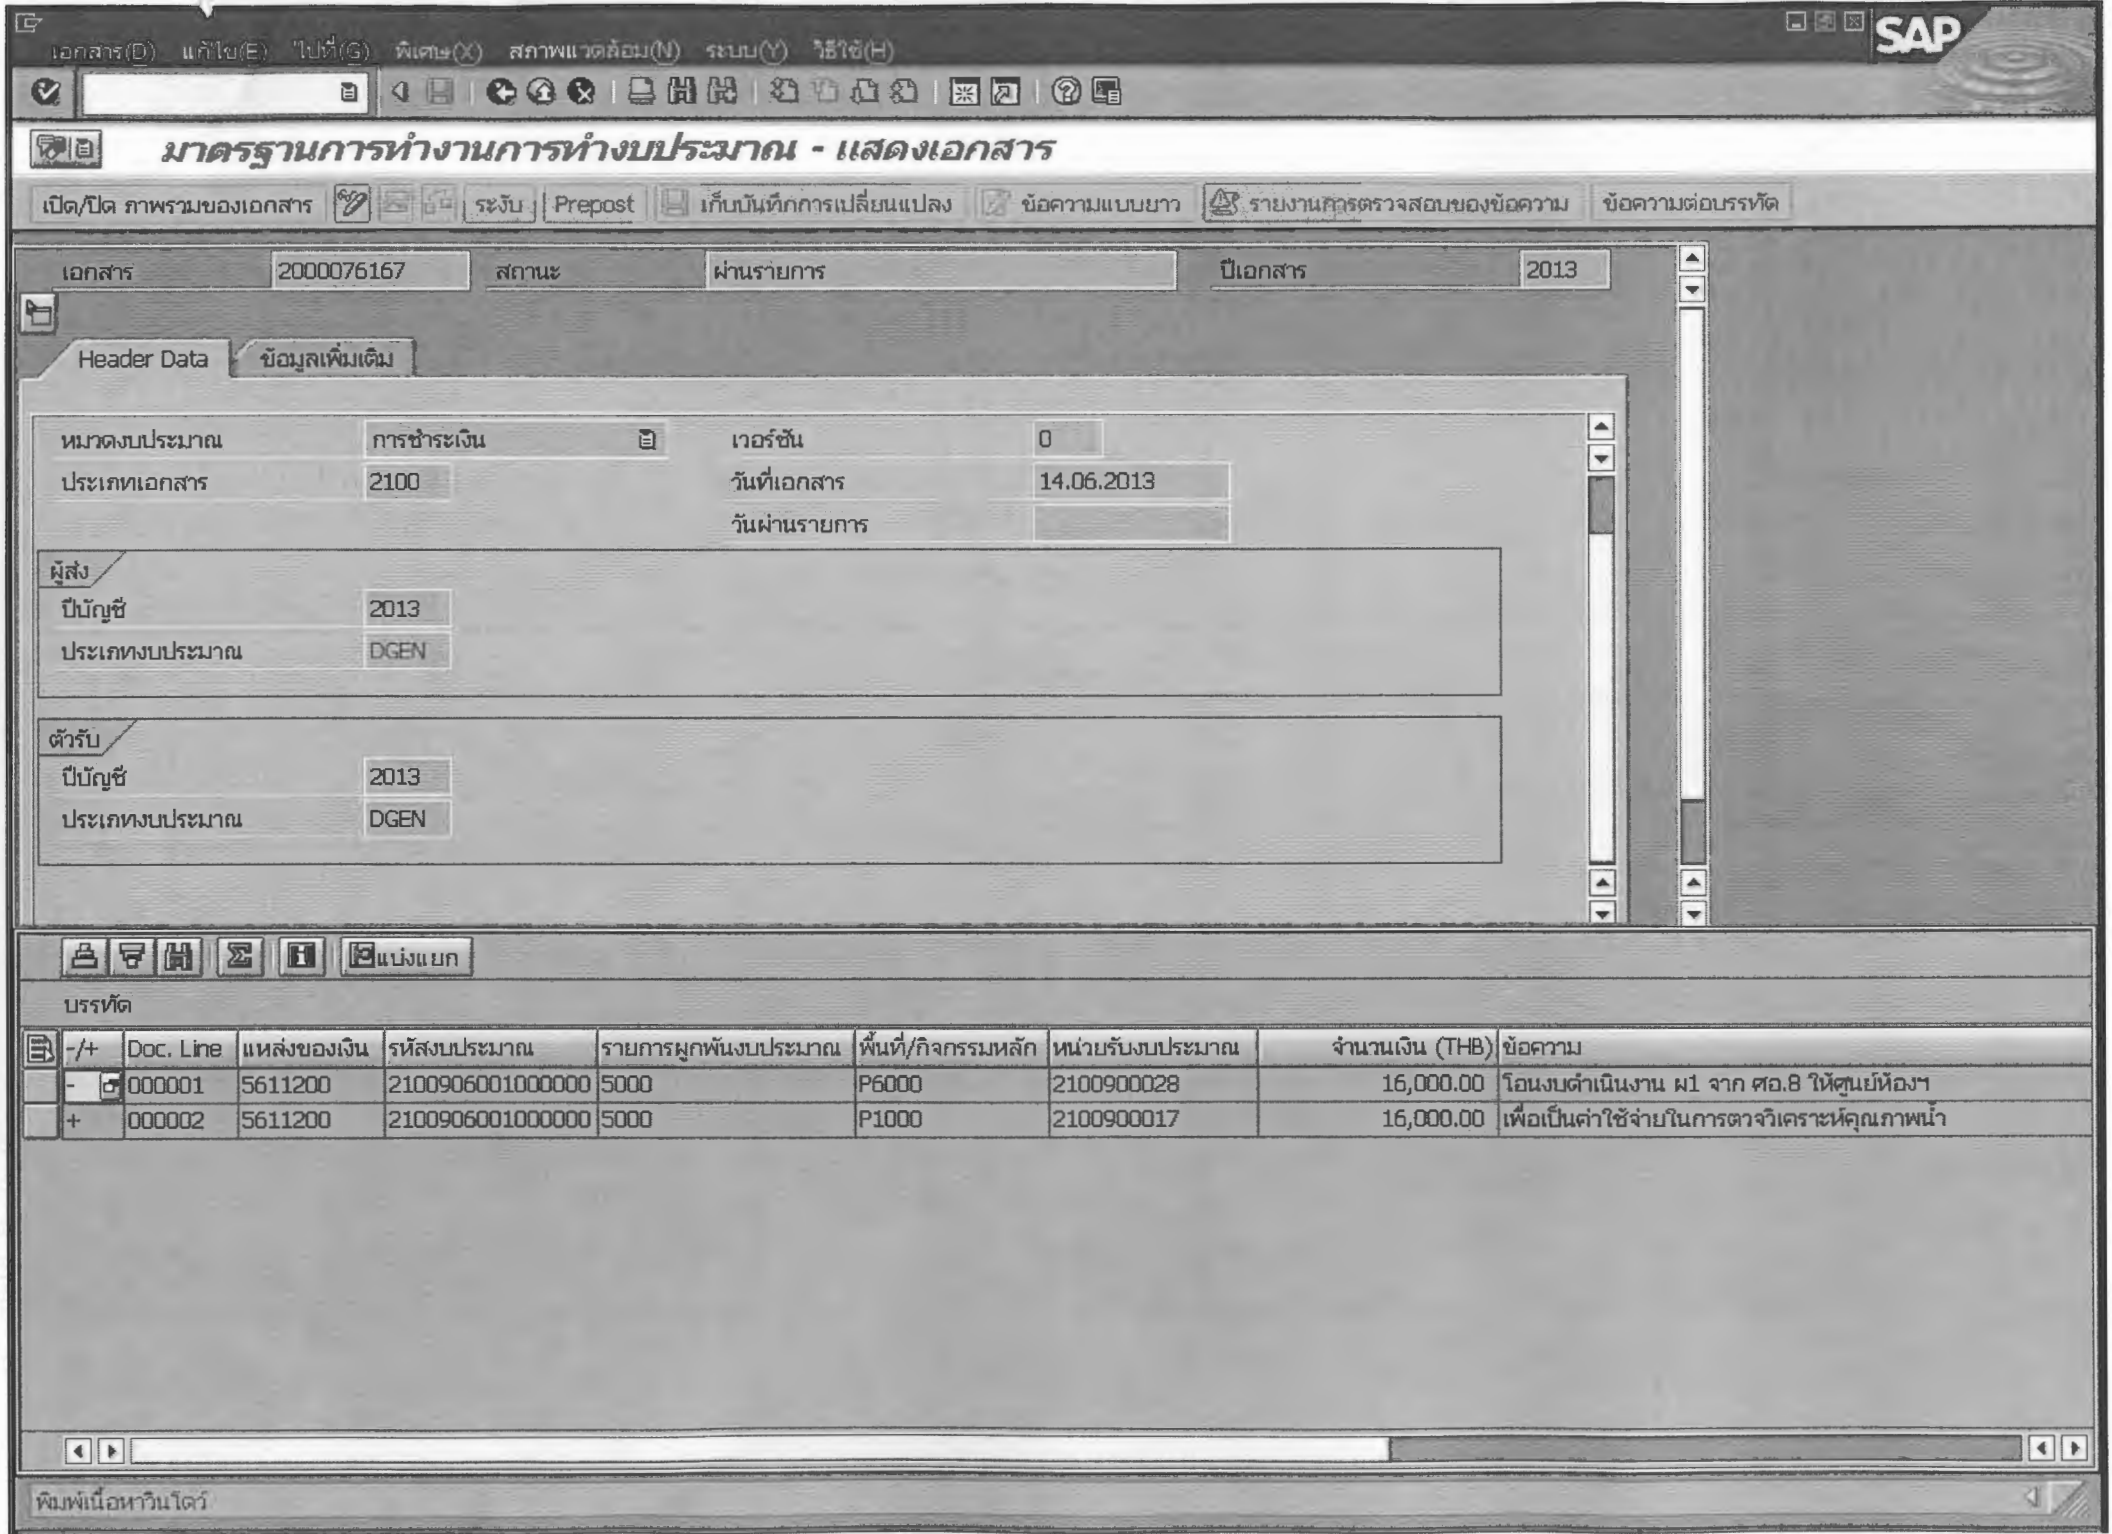 เอกสาร(D) แก้ไข(E) ไปที่(G) พิเศษ(X) สภาพแวดล้อม(N) ระบบ(Y) วิธีใช้(H)
SAP
มาตรฐานการทำงานการทำงบประมาณ - แสดงเอกสาร
เปิด/ปิด ภาพรวมของเอกสาร ระงับ Prepost เก็บบันทึกการเปลี่ยนแปลง ข้อความแบบยาว รายงานการตรวจสอบของข้อความ ข้อความต่อบรรทัด
เอกสาร 2000076167 สถานะ ผ่านรายการ ปีเอกสาร 2013
Header Data ข้อมูลเพิ่มเติม
หมวดงบประมาณ การชำระเงิน เวอร์ชัน 0
ประเภทเอกสาร 2100 วันที่เอกสาร 14.06.2013
วันผ่านรายการ
ผู้ส่ง
ปีบัญชี 2013
ประเภทงบประมาณ DGEN
ตัวรับ
ปีบัญชี 2013
ประเภทงบประมาณ DGEN
แบ่งแยก
บรรทัด
-/+ Doc. Line แหล่งของเงิน รหัสงบประมาณ รายการผูกพันงบประมาณ พื้นที่/กิจกรรมหลัก หน่วยรับงบประมาณ จำนวนเงิน (THB) ข้อความ
- 000001 5611200 2100906001000000 5000 P6000 2100900028 16,000.00 โอนงบดำเนินงาน ผ1 จาก ศอ.8 ให้ศูนย์ห้องฯ
+ 000002 5611200 2100906001000000 5000 P1000 2100900017 16,000.00 เพื่อเป็นค่าใช้จ่ายในการตวจวิเคราะห์คุณภาพน้ำ
พิมพ์เนื้อหาวินโดว์